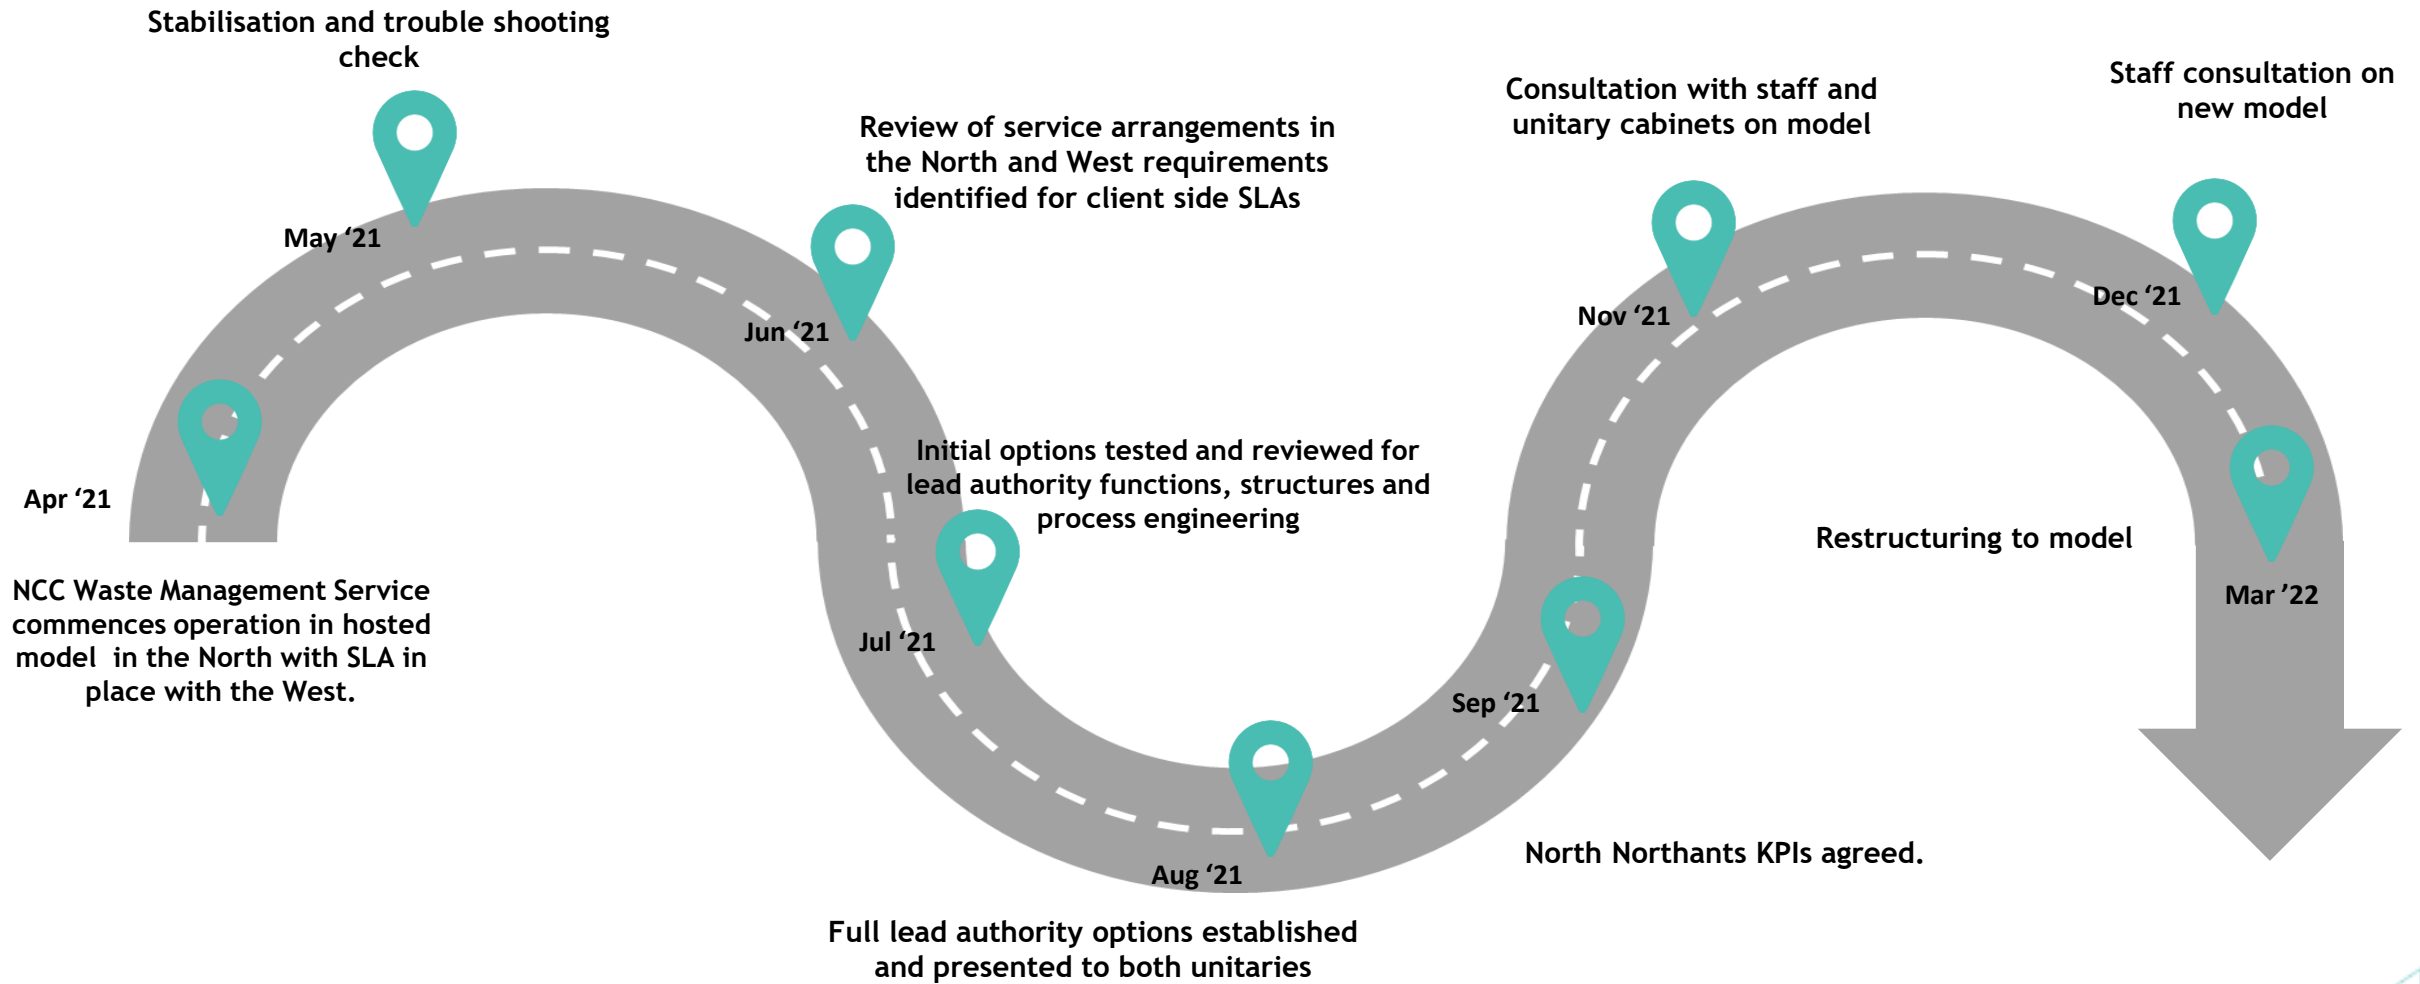 Stabilisation and trouble shooting
check
May ‘21
Apr ‘21
NCC Waste Management Service
commences operation in hosted
model in the North with SLA in
place with the West.
Review of service arrangements in
the North and West requirements
identified for client side SLAs
Jun ‘21
Initial options tested and reviewed for
lead authority functions, structures and
process engineering
Jul ‘21
Aug ‘21
Full lead authority options established
and presented to both unitaries
Sep ‘21
North Northants KPIs agreed.
Consultation with staff and
unitary cabinets on model
Nov ‘21
Staff consultation on
new model
Dec ‘21
Restructuring to model
Mar ’22